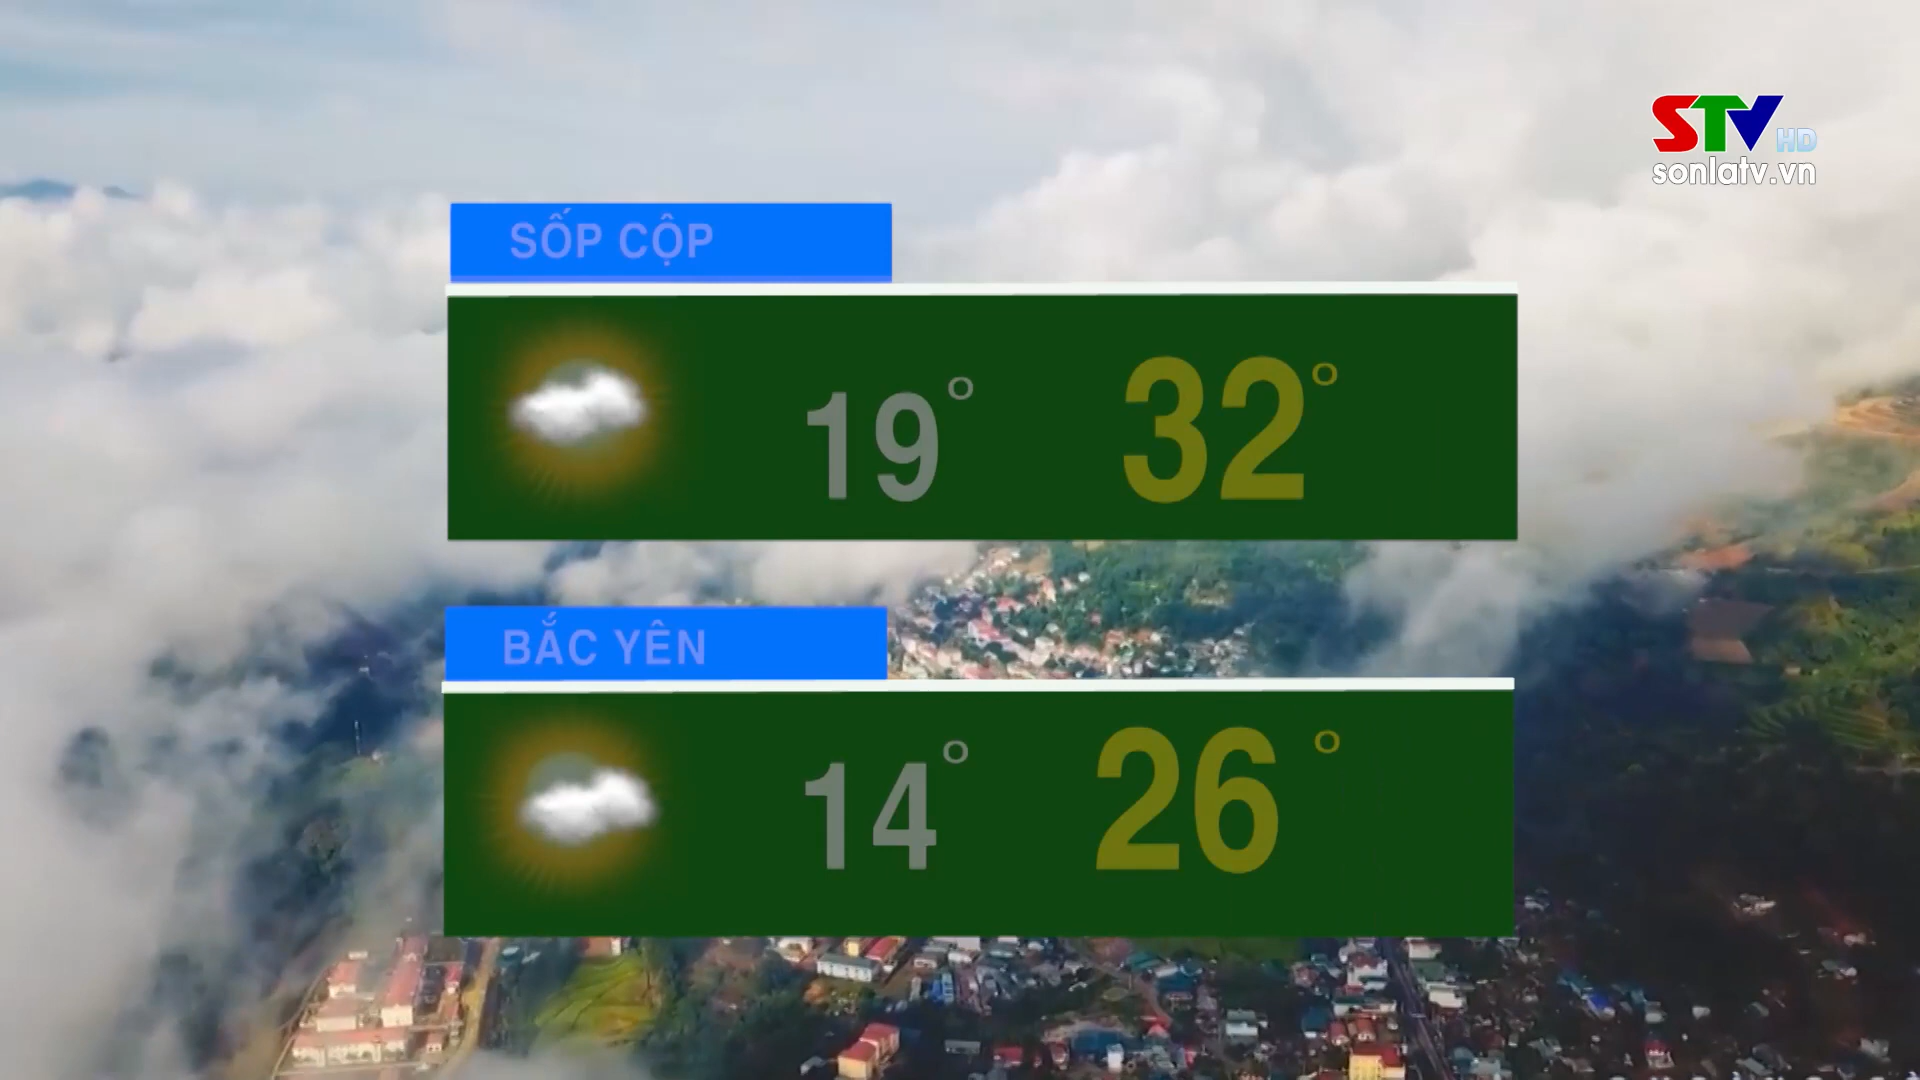 STV HD
sonlatv.vn
SỐP CỘP
19° 32°
BẮC YÊN
14° 26°